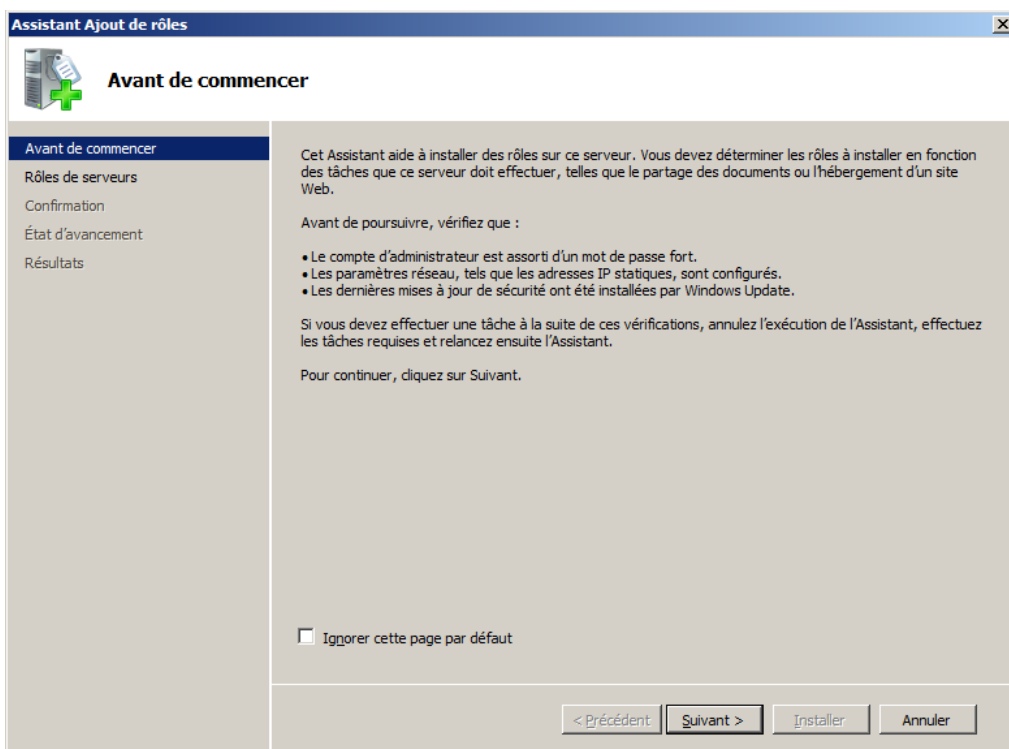 Assistant Ajout de rôles
Avant de commencer
Avant de commencer
Rôles de serveurs
Confirmation
État d'avancement
Résultats
Cet Assistant aide à installer des rôles sur ce serveur. Vous devez déterminer les rôles à installer en fonction
des tâches que ce serveur doit effectuer, telles que le partage des documents ou l'hébergement d'un site
Web.
Avant de poursuivre, vérifiez que :
• Le compte d'administrateur est assorti d'un mot de passe fort.
• Les paramètres réseau, tels que les adresses IP statiques, sont configurés.
• Les dernières mises à jour de sécurité ont été installées par Windows Update.
Si vous devez effectuer une tâche à la suite de ces vérifications, annulez l'exécution de l'Assistant, effectuez
les tâches requises et relancez ensuite l'Assistant.
Pour continuer, cliquez sur Suivant.
Ignorer cette page par défaut
< Précédent Suivant > Installer Annuler